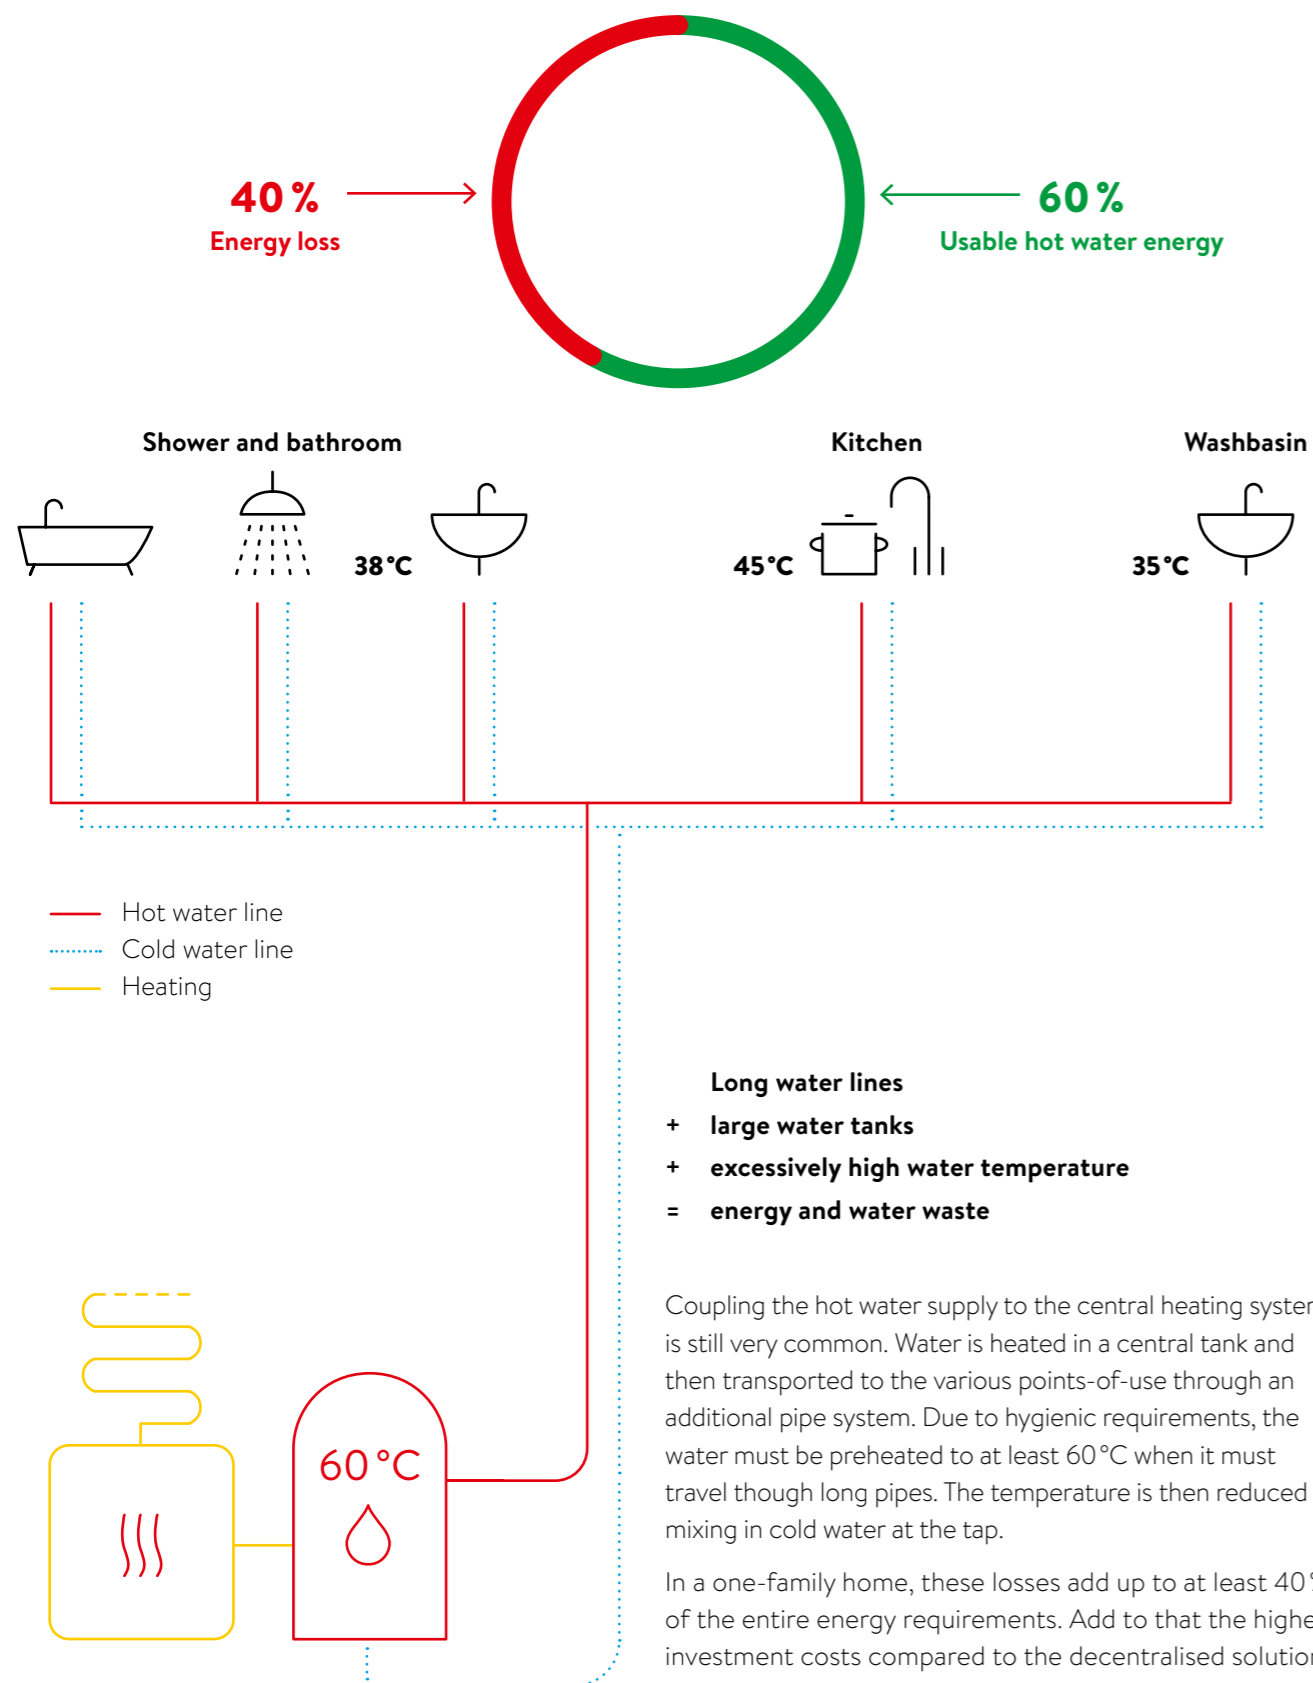 40 %
Energy loss
60 %
Usable hot water energy
Shower and bathroom
Kitchen
Washbasin
38 °C
45 °C
35 °C
Hot water line
Cold water line
Heating
Long water lines
+ large water tanks
+ excessively high water temperature
= energy and water waste
60 °C
Coupling the hot water supply to the central heating
is still very common. Water is heated in a central tank and
then transported to the various points-of-use through an
additional pipe system. Due to hygienic requirements, the
water must be preheated to at least 60 °C when it must
travel though long pipes. The temperature is then reduced
mixing in cold water at the tap.
In a one-family home, these losses add up to at least 40 %
of the entire energy requirements. Add to that the
investment costs compared to the decentralised